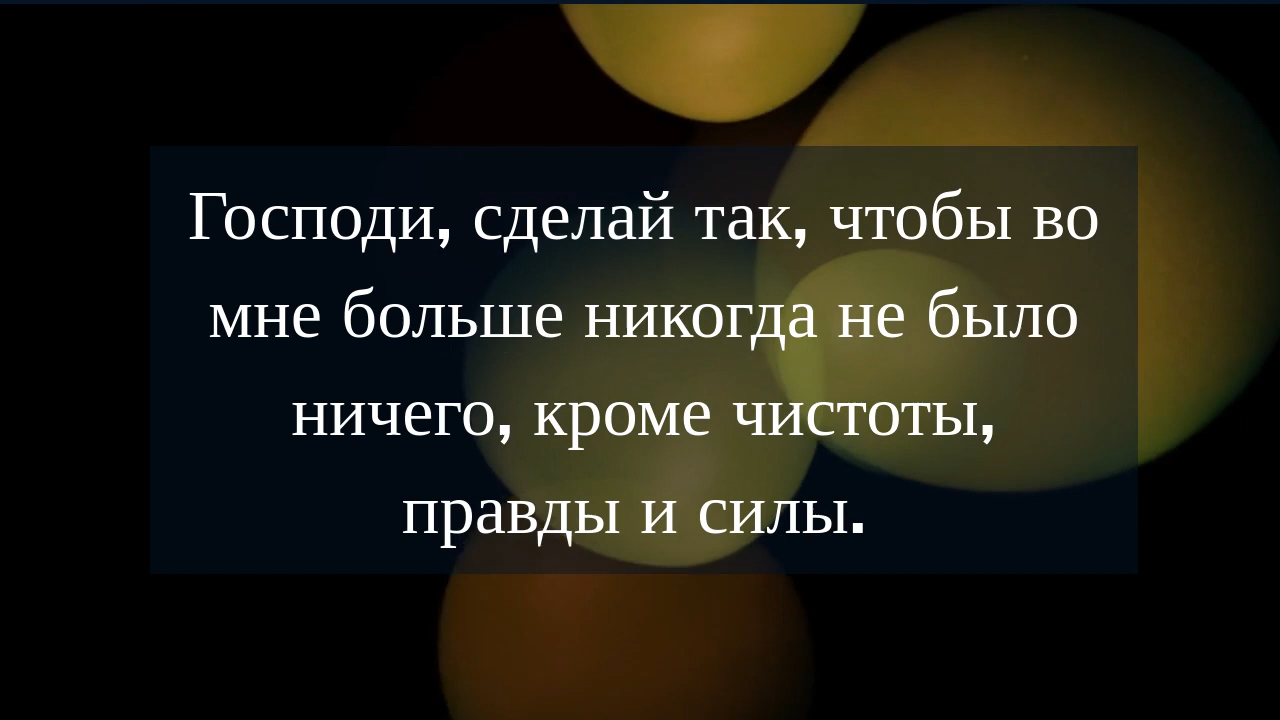 Господи, сделай так, чтобы во
мне больше никогда не было
ничего, кроме чистоты,
правды и силы.